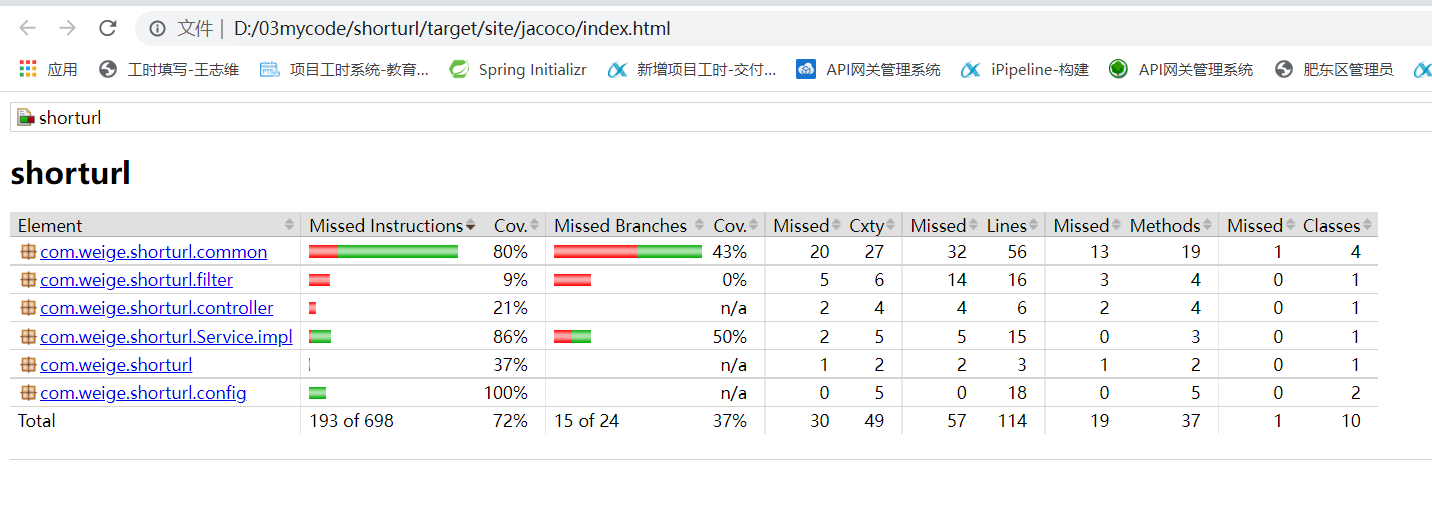 文件 | D:/03mycode/shorturl/target/site/jacoco/index.html
应用 工时填写-王志维 项目工时系统-教育... Spring Initializr 新增项目工时-交付... API网关管理系统 iPipeline-构建 API网关管理系统 肥东区管理员
shorturl
shorturl
Element Missed Instructions Cov. Missed Branches Cov. Missed Cxty Missed Lines Missed Methods Missed Classes
com.weige.shorturl.common 80% 43% 20 27 32 56 13 19 1 4
com.weige.shorturl.filter 9% 0% 5 6 14 16 3 4 0 1
com.weige.shorturl.controller 21% n/a 2 4 4 6 2 4 0 1
com.weige.shorturl.Service.impl 86% 50% 2 5 5 15 0 3 0 1
com.weige.shorturl 37% n/a 1 2 2 3 1 2 0 1
com.weige.shorturl.config 100% n/a 0 5 0 18 0 5 0 2
Total 193 of 698 72% 15 of 24 37% 30 49 57 114 19 37 1 10